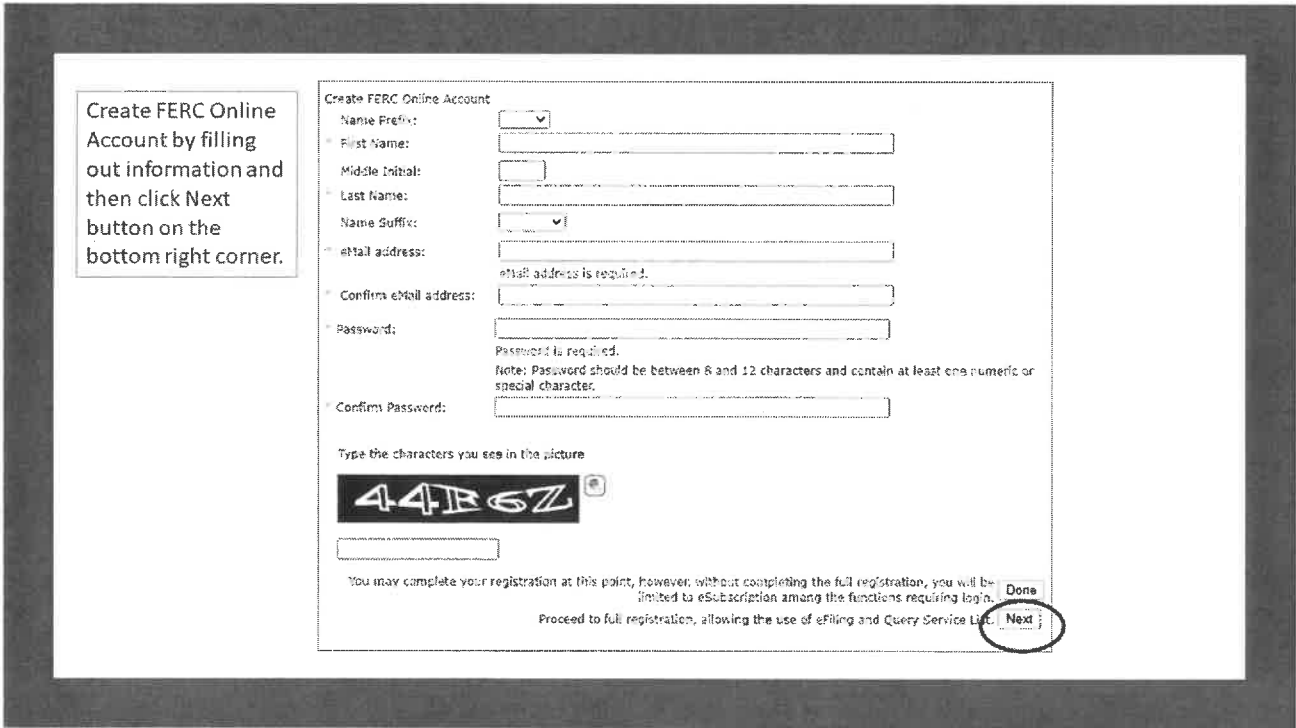 Create FERC Online
Account by filling
out information and
then click Next
button on the
bottom right corner.
Create FERC Online Account
Name Prefix:
* First Name:
Middle Initial:
* Last Name:
Name Suffix:
* eMail address:
eMail address is required.
* Confirm eMail address:
* Password:
Password is required.
Note: Password should be between 8 and 12 characters and contain at least one numeric or
special character.
* Confirm Password:
Type the characters you see in the picture
You may complete your registration at this point, however, without completing the full registration, you will be
limited to eSubscription among the functions requiring login.
Done
Proceed to full registration, allowing the use of eFiling and Query Service List.
Next